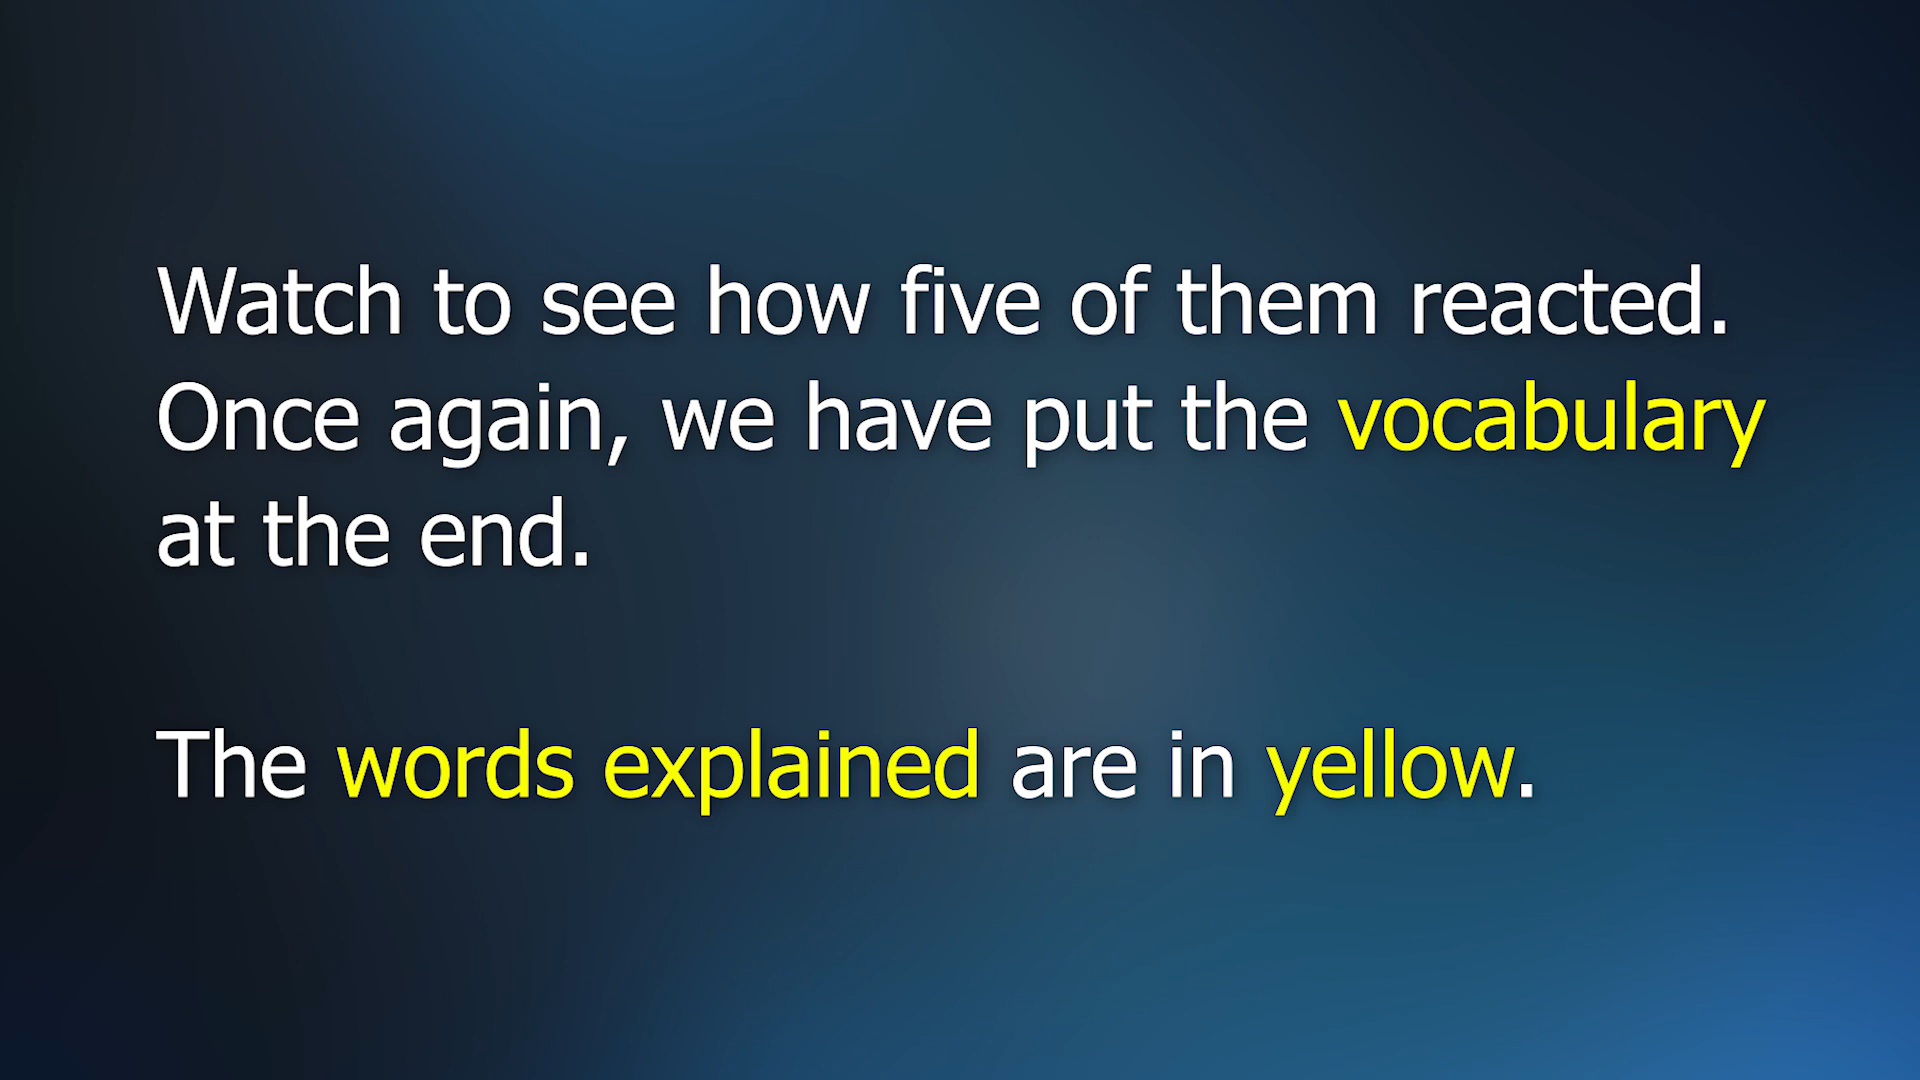 Watch to see how five of them reacted.
Once again, we have put the vocabulary
at the end.
The words explained are in yellow.